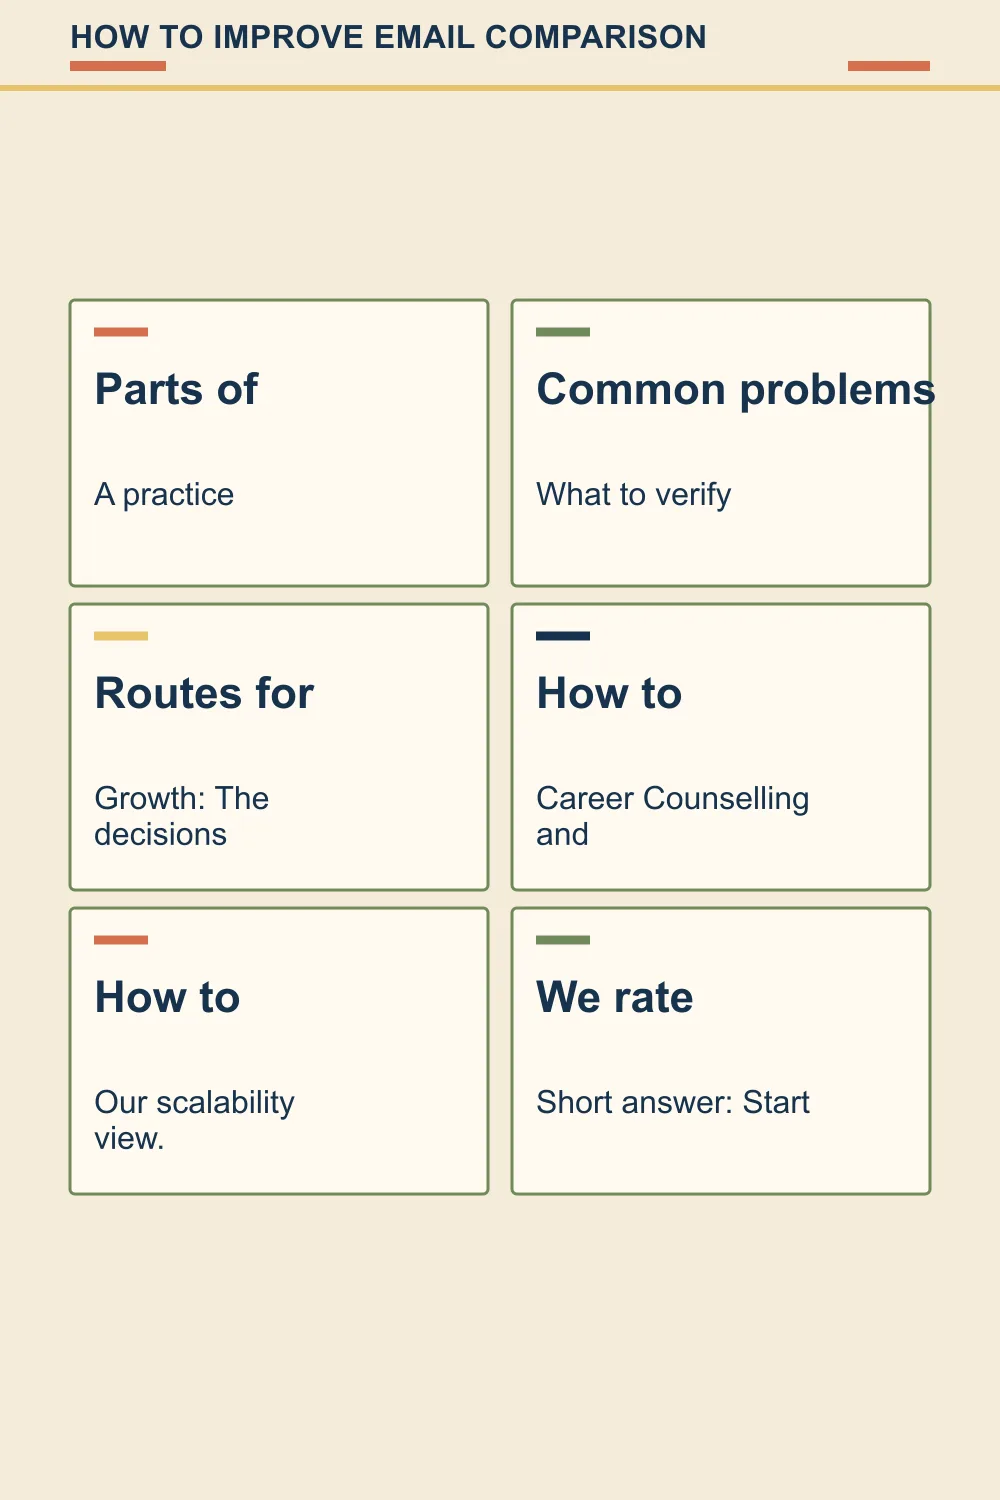 HOW TO IMPROVE EMAIL COMPARISON
Parts of
A practice
Common problems
What to verify
Routes for
Growth: The
decisions
How to
Career Counselling
and
How to
Our scalability
view.
We rate
Short answer: Start